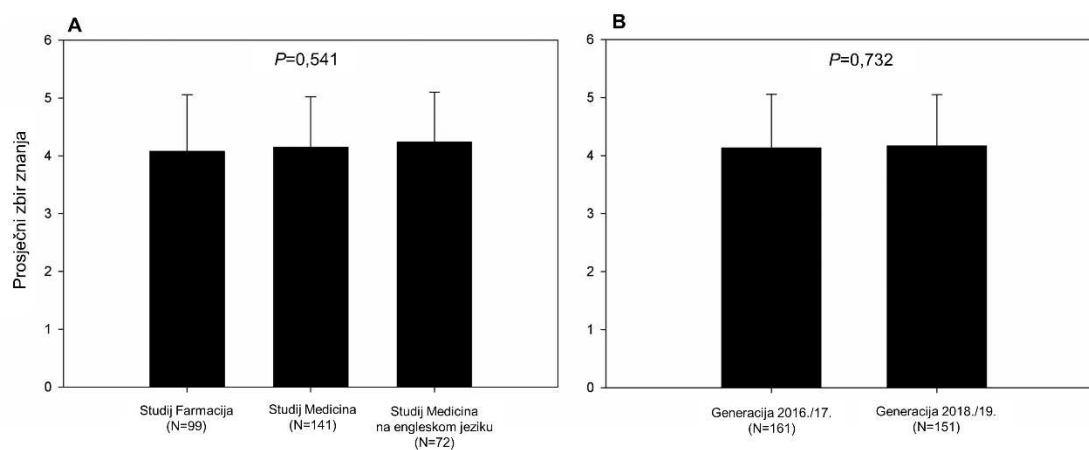 A
P=0,541
Prosječni zbir znanja
6
5
4
3
2
1
0
Studij Farmacija
(N=99)
Studij Medicina
(N=141)
Studij Medicina
na engleskom jeziku
(N=72)
B
P=0,732
6
5
4
3
2
1
0
Generacija 2016./17.
(N=161)
Generacija 2018./19.
(N=151)